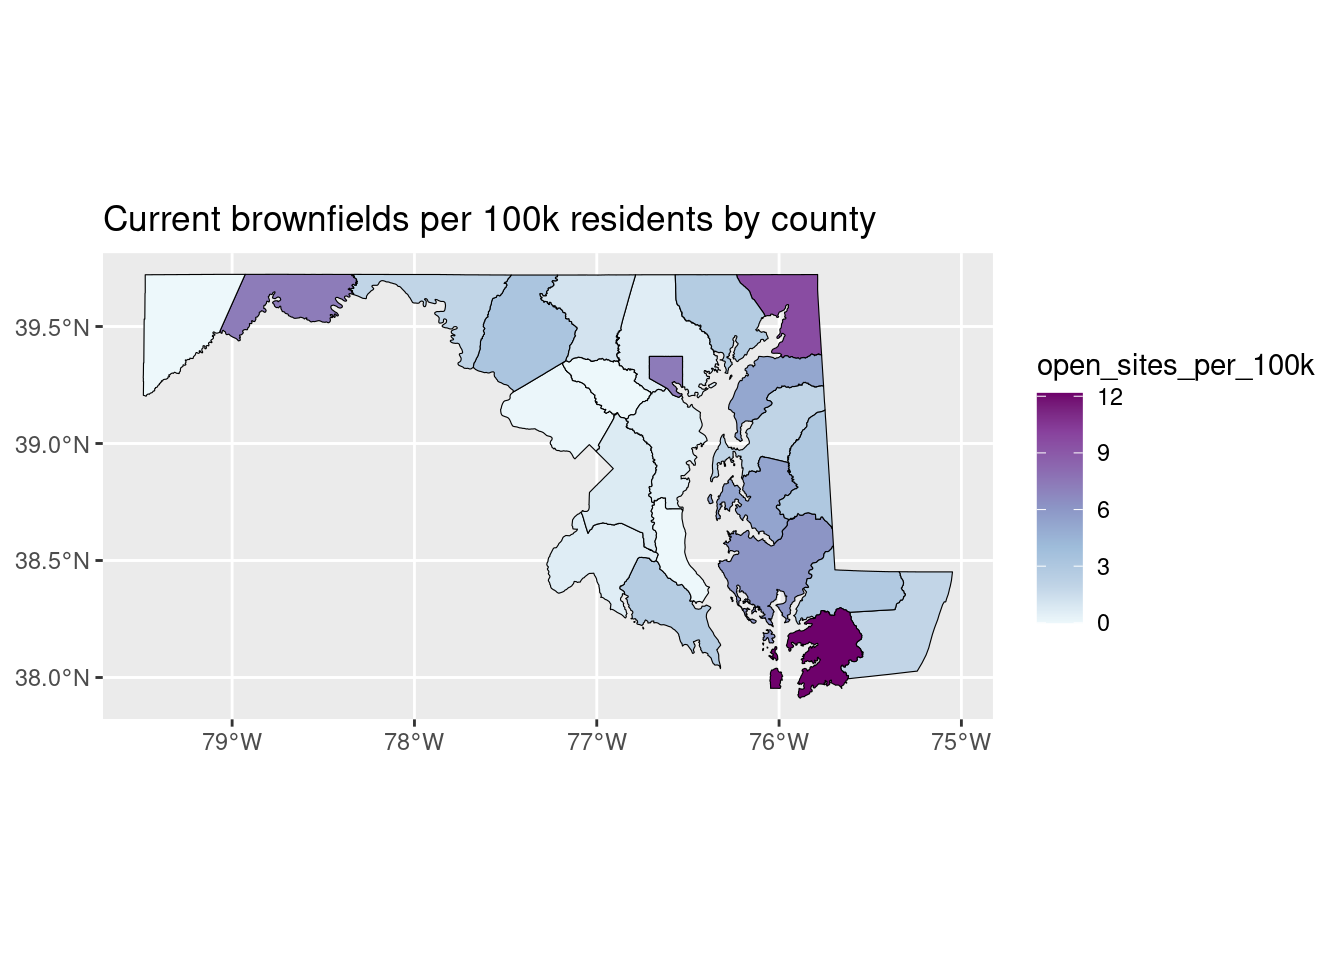 Current brownfields per 100k residents by county
39.5°N
39.0°N
38.5°N
38.0°N
79°W
78°W
77°W
76°W
75°W
open_sites_per_100k
12
9
6
3
0